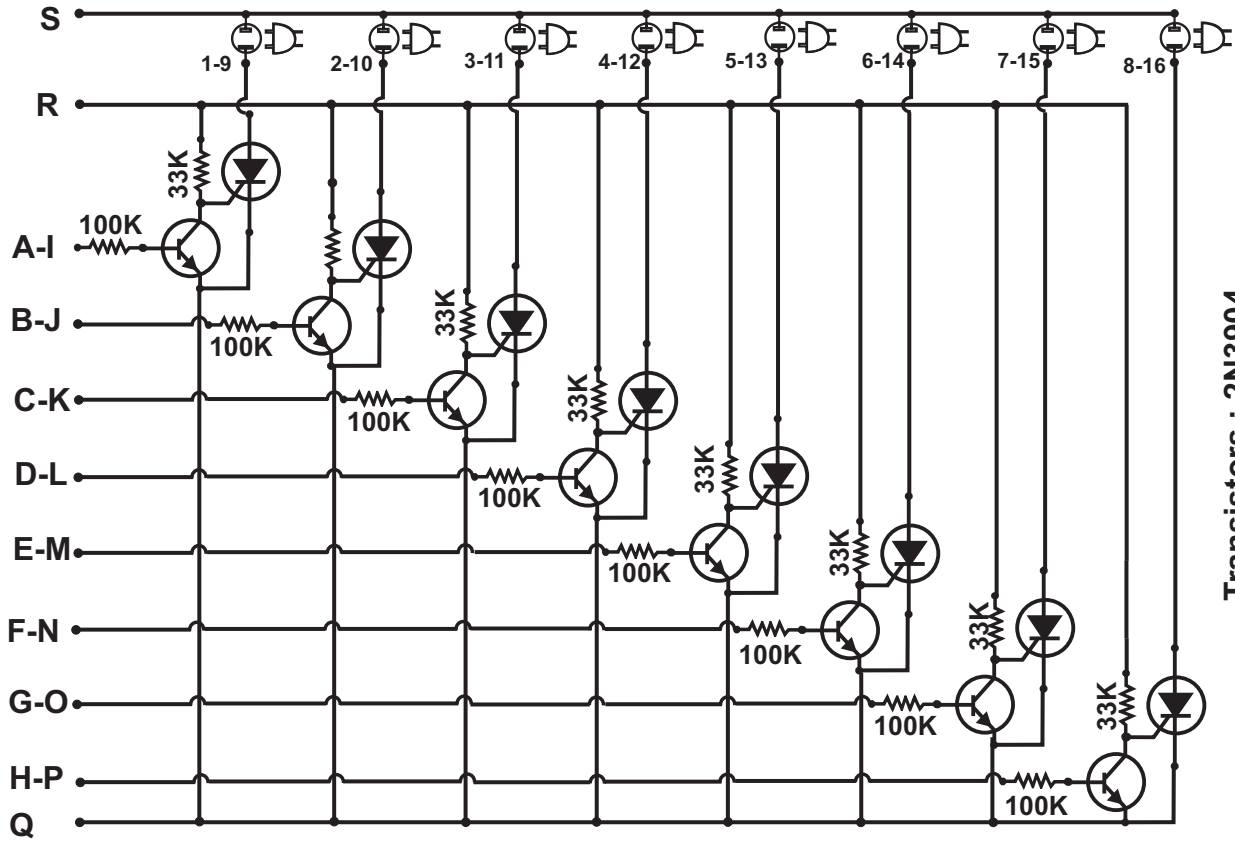 S
1-9
2-10
3-11
4-12
5-13
6-14
7-15
8-16
R
33K
100K
A-I
B-J
100K
33K
C-K
100K
33K
D-L
100K
33K
E-M
100K
33K
F-N
100K
33K
G-O
100K
33K
H-P
100K
Q
Transistors : 2N3904